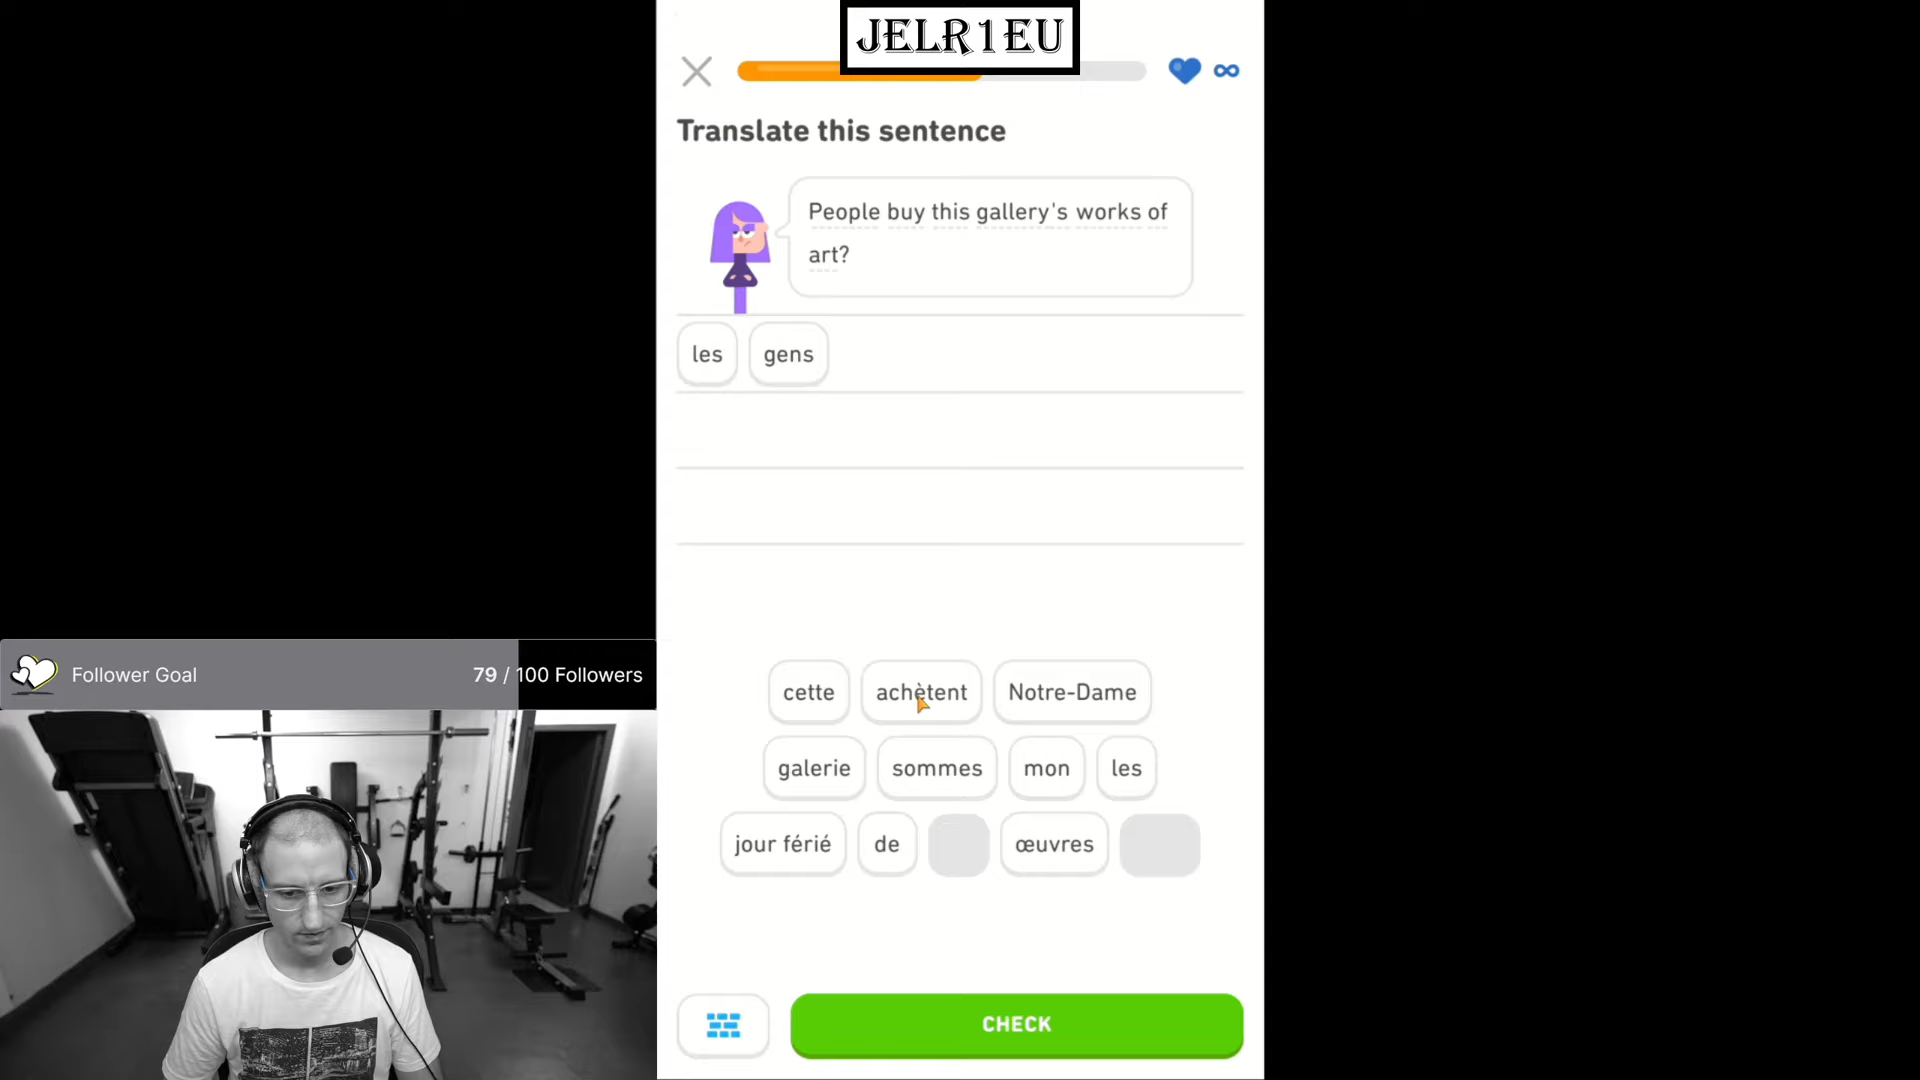 JELR1EU
Translate this sentence
People buy this gallery's works of
art?
les gens
cette achètent Notre-Dame
galerie sommes mon les
jour férié de œuvres
CHECK
Follower Goal 79 / 100 Followers